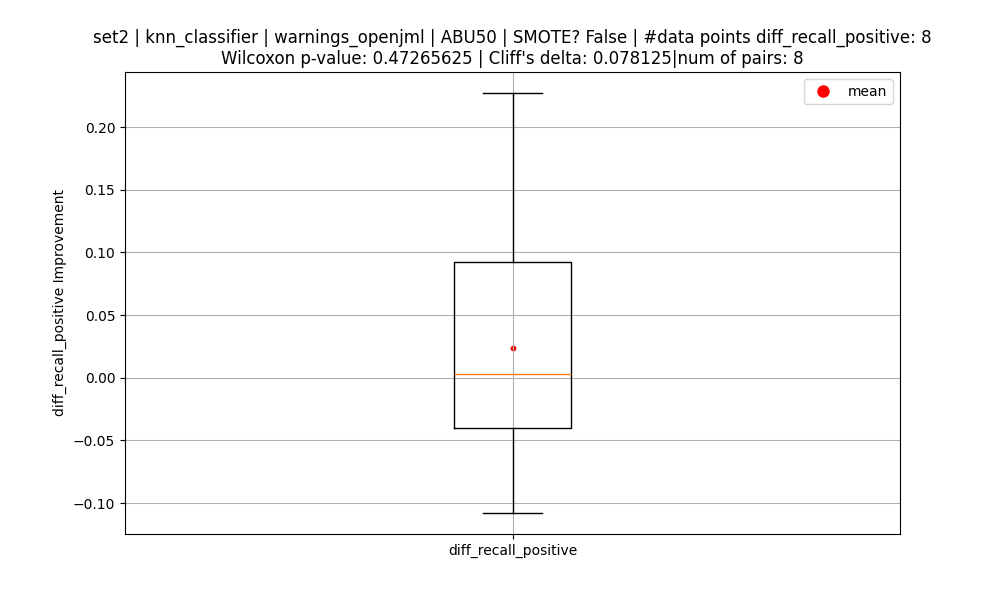 set2 | knn_classifier | warnings_openjml | ABU50 | SMOTE? False | #data points diff_recall_positive: 8
Wilcoxon p-value: 0.47265625 | Cliff's delta: 0.078125|num of pairs: 8
mean
0.20
0.15
0.10
0.05
0.00
−0.05
−0.10
diff_recall_positive Improvement
diff_recall_positive